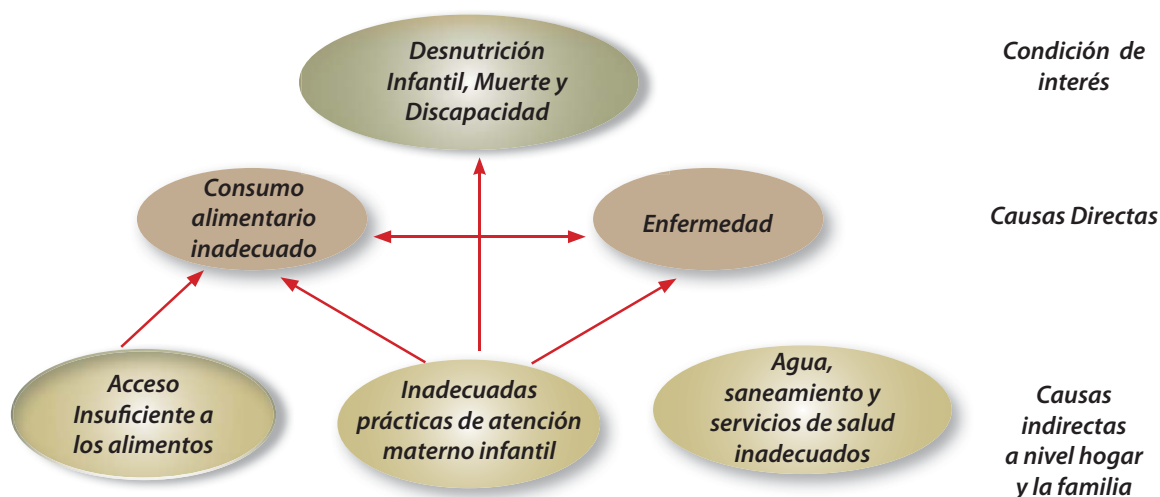 Desnutrición
Infantil, Muerte y
Discapacidad
Condición de
interés
Consumo
alimentario
inadecuado
Enfermedad
Causas Directas
Acceso
Insuficiente a
los alimentos
Inadecuadas
prácticas de atención
materno infantil
Agua,
saneamiento y
servicios de salud
inadecuados
Causas
indirectas
a nivel hogar
y la familia